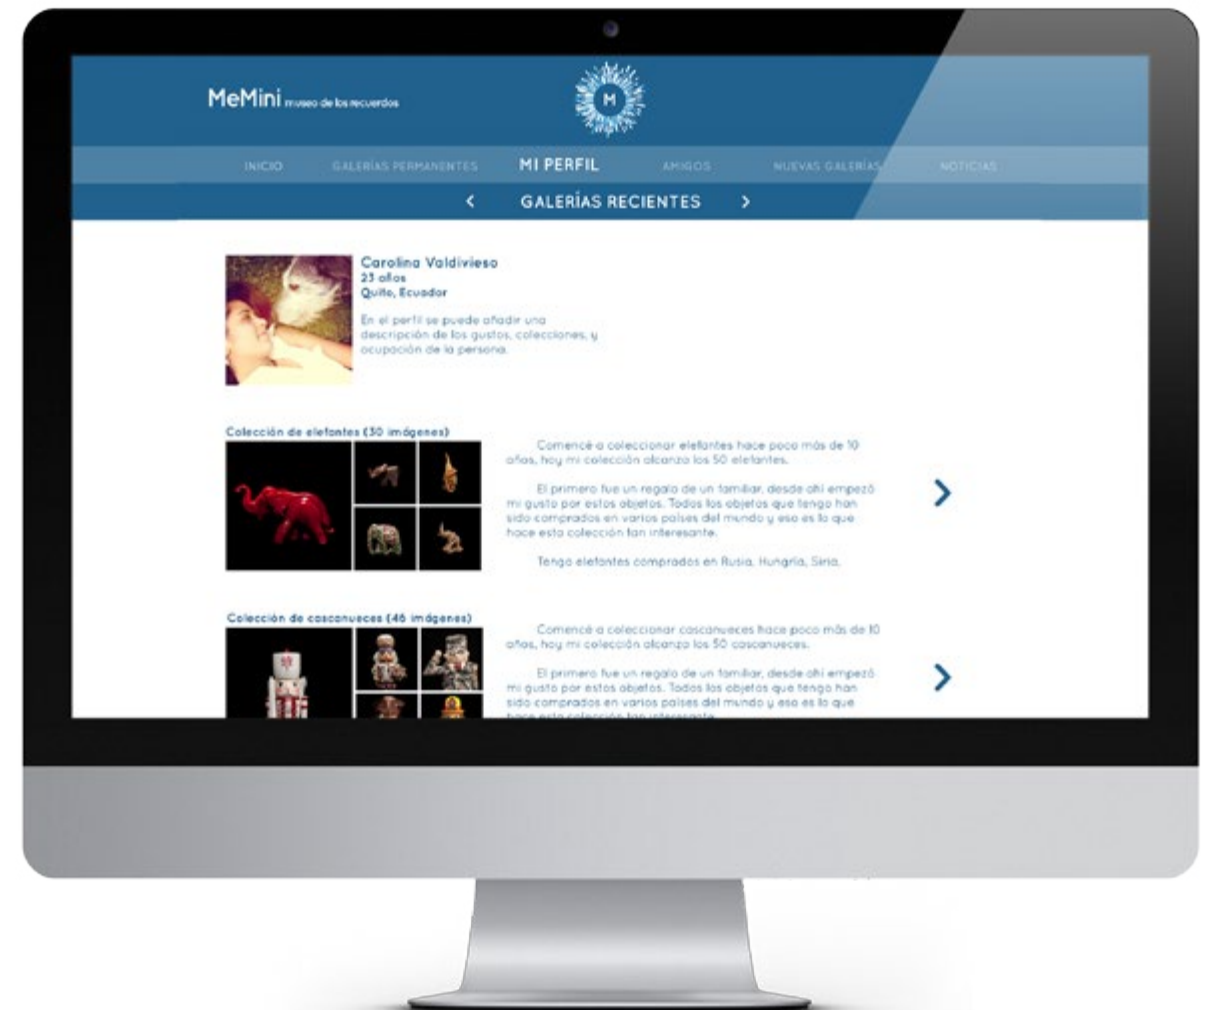 MeMini museo de los recuerdos
M
INICIO GALERÍAS PERMANENTES MI PERFIL AMIGOS NUEVAS GALERÍAS NOTICIAS
< GALERÍAS RECIENTES >
Carolina Valdivieso
23 años
Quito, Ecuador
En el perfil se puede añadir una
descripción de los gustos, colecciones, y
ocupación de la persona.
Colección de elefantes (30 imágenes)
Comencé a coleccionar elefantes hace poco más de 10
años, hoy mi colección alcanza los 50 elefantes.
El primero fue un regalo de un familiar, desde ahí empezó
mi gusto por estos objetos. Todos los objetos que tengo han
sido comprados en varios países del mundo y eso es lo que
hace esta colección tan interesante.
Tengo elefantes comprados en Rusia, Hungría, Siria,
Colección de cascanueces (46 imágenes)
Comencé a coleccionar cascanueces hace poco más de 10
años, hoy mi colección alcanza los 50 cascanueces.
El primero fue un regalo de un familiar, desde ahí empezó
mi gusto por estos objetos. Todos los objetos que tengo han
sido comprados en varios países del mundo y eso es lo que
hace esta colección tan interesante.